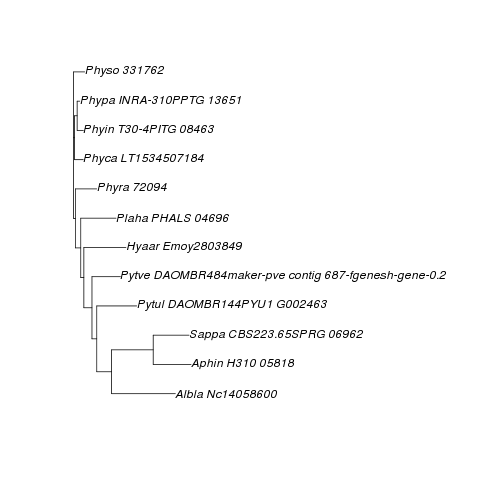 Physo 331762
Phypa INRA-310PPTG 13651
Phyin T30-4PITG 08463
Phyca LT1534507184
Phyra 72094
Plaha PHALS 04696
Hyaar Emoy2803849
Pytve DAOMBR484maker-pve contig 687-fgenesh-gene-0.2
Pytul DAOMBR144PYU1 G002463
Sappa CBS223.65SPRG 06962
Aphin H310 05818
Albla Nc14058600